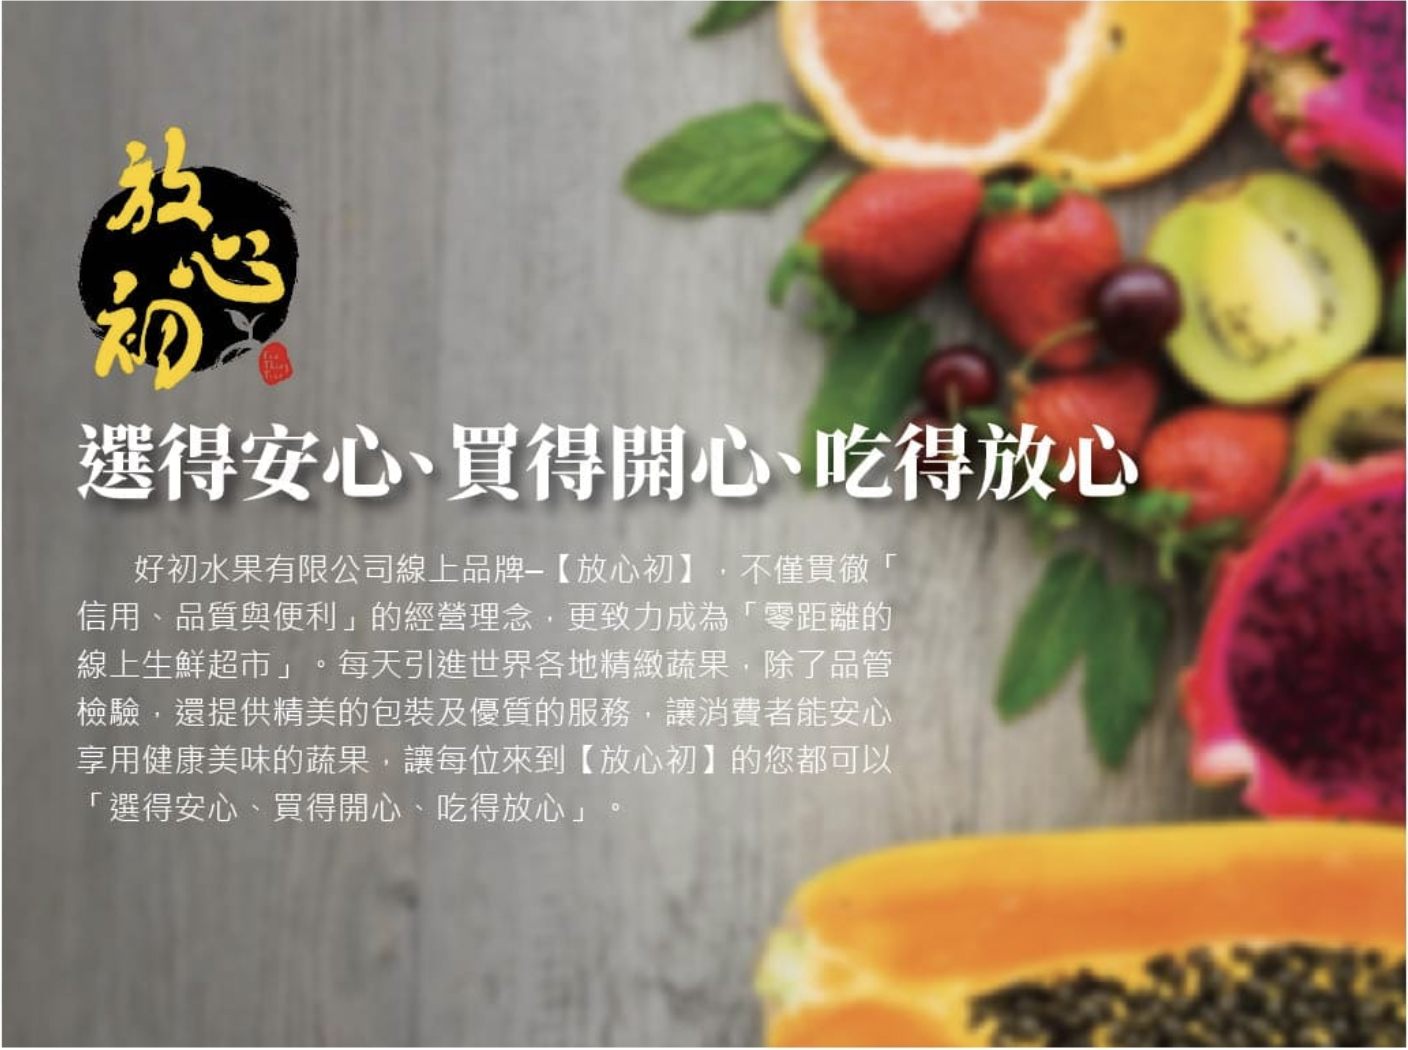 放心初
選得安心、買得開心、吃得放心
好初水果有限公司線上品牌–【放心初】，不僅貫徹「
信用、品質與便利」的經營理念，更致力成為「零距離的
線上生鮮超市」。每天引進世界各地精緻蔬果，除了品管
檢驗，還提供精美的包裝及優質的服務，讓消費者能安心
享用健康美味的蔬果，讓每位來到【放心初】的您都可以
「選得安心、買得開心、吃得放心」。